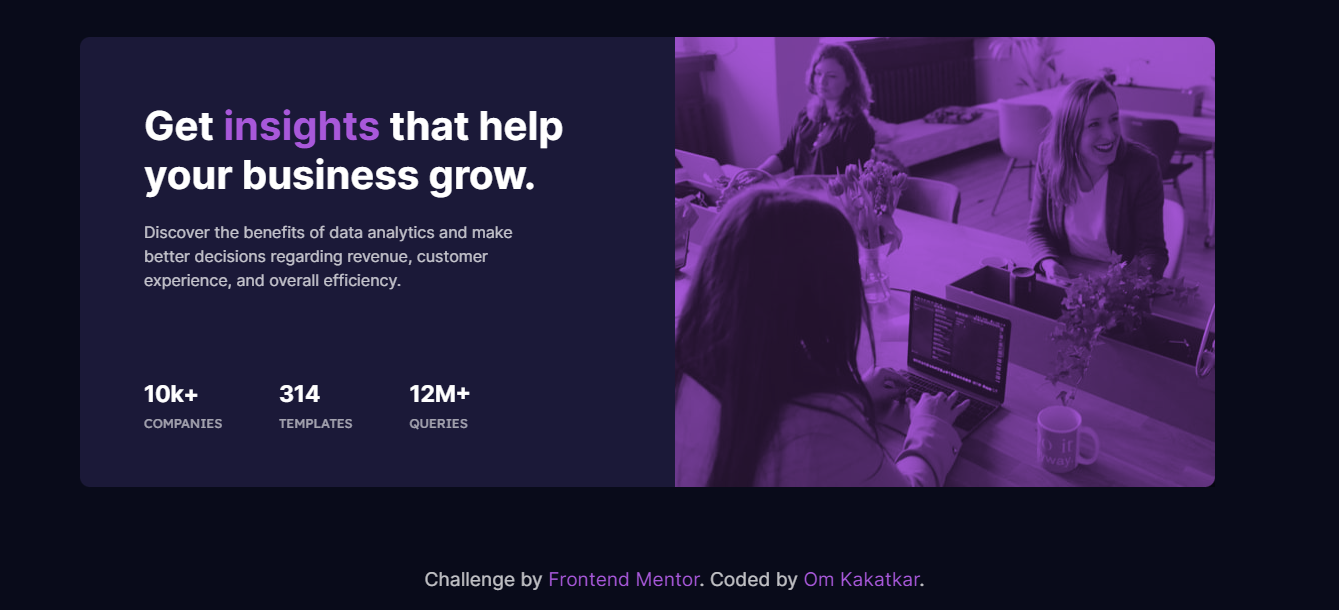 Get insights that help
your business grow.
Discover the benefits of data analytics and make
better decisions regarding revenue, customer
experience, and overall efficiency.
10k+ 314 12M+
COMPANIES TEMPLATES QUERIES
Challenge by Frontend Mentor. Coded by Om Kakatkar.